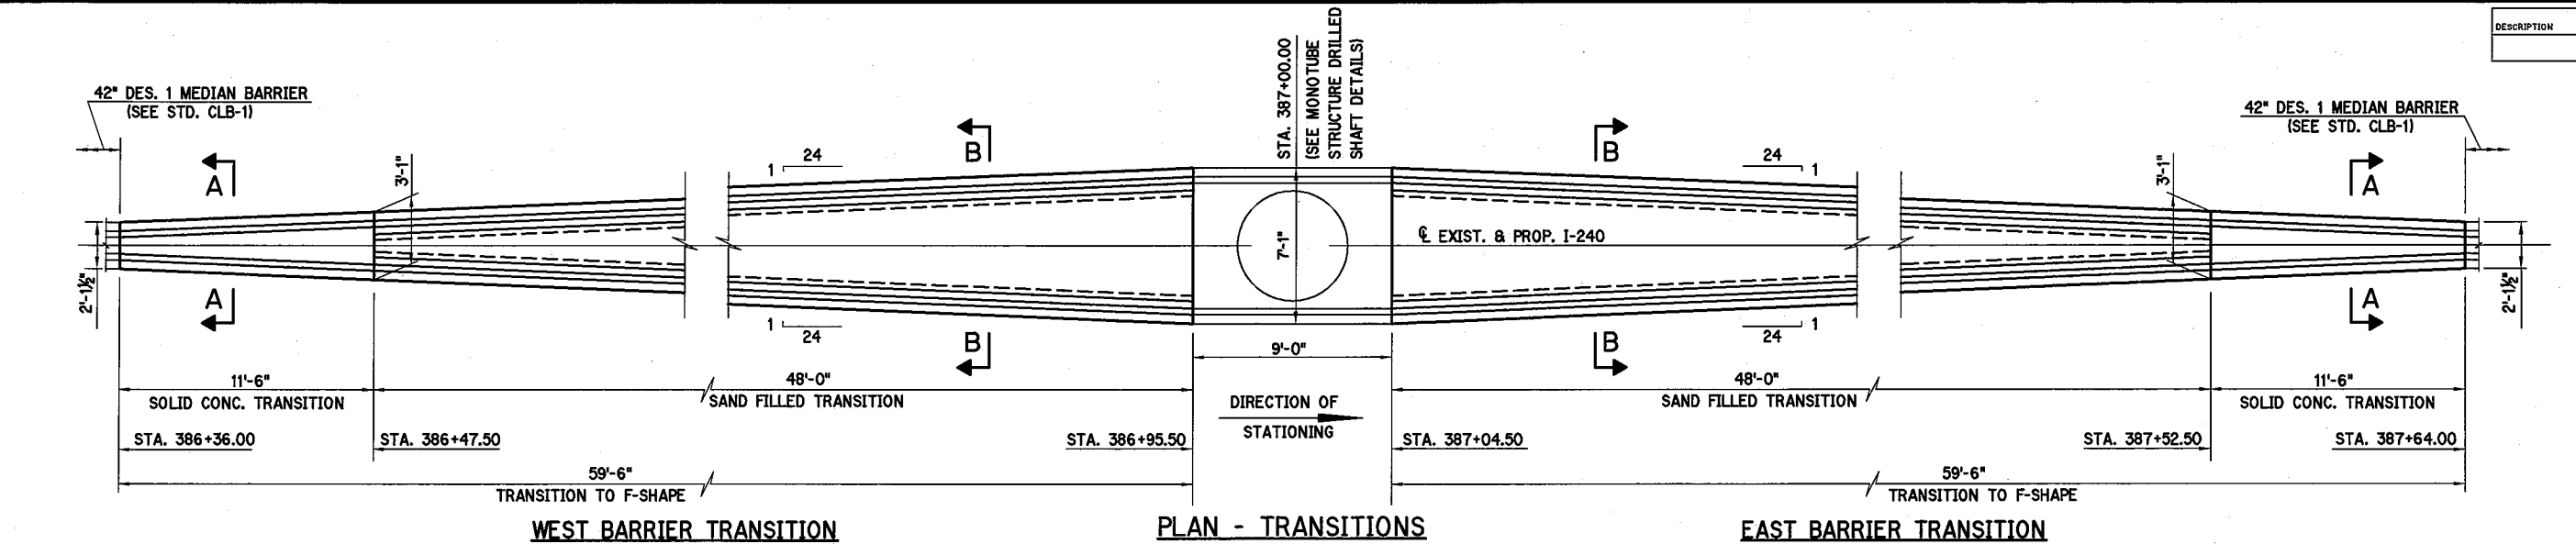 DESCRIPTION
42" DES. 1 MEDIAN BARRIER
(SEE STD. CLB-1)
STA. 387+00.00
(SEE MONOTUBE
STRUCTURE DRILLED
SHAFT DETAILS)
42" DES. 1 MEDIAN BARRIER
(SEE STD. CLB-1)
A
3'-1"
1
24
B
B
24
1
3'-1"
A
2'-1½"
7'-1"
℄ EXIST. & PROP. I-240
2'-1½"
A
1
24
B
B
24
1
A
9'-0"
11'-6"
SOLID CONC. TRANSITION
48'-0"
SAND FILLED TRANSITION
DIRECTION OF
STATIONING
48'-0"
SAND FILLED TRANSITION
11'-6"
SOLID CONC. TRANSITION
STA. 386+36.00
STA. 386+47.50
STA. 386+95.50
STA. 387+04.50
STA. 387+52.50
STA. 387+64.00
59'-6"
TRANSITION TO F-SHAPE
59'-6"
TRANSITION TO F-SHAPE
WEST BARRIER TRANSITION
PLAN - TRANSITIONS
EAST BARRIER TRANSITION